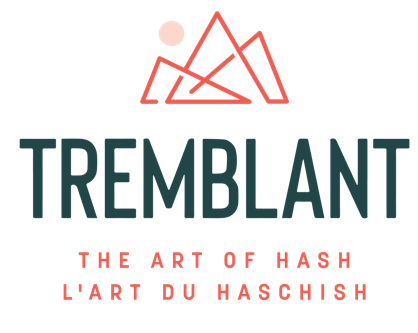 TREMBLANT
THE ART OF HASH
L'ART DU HASCHISH